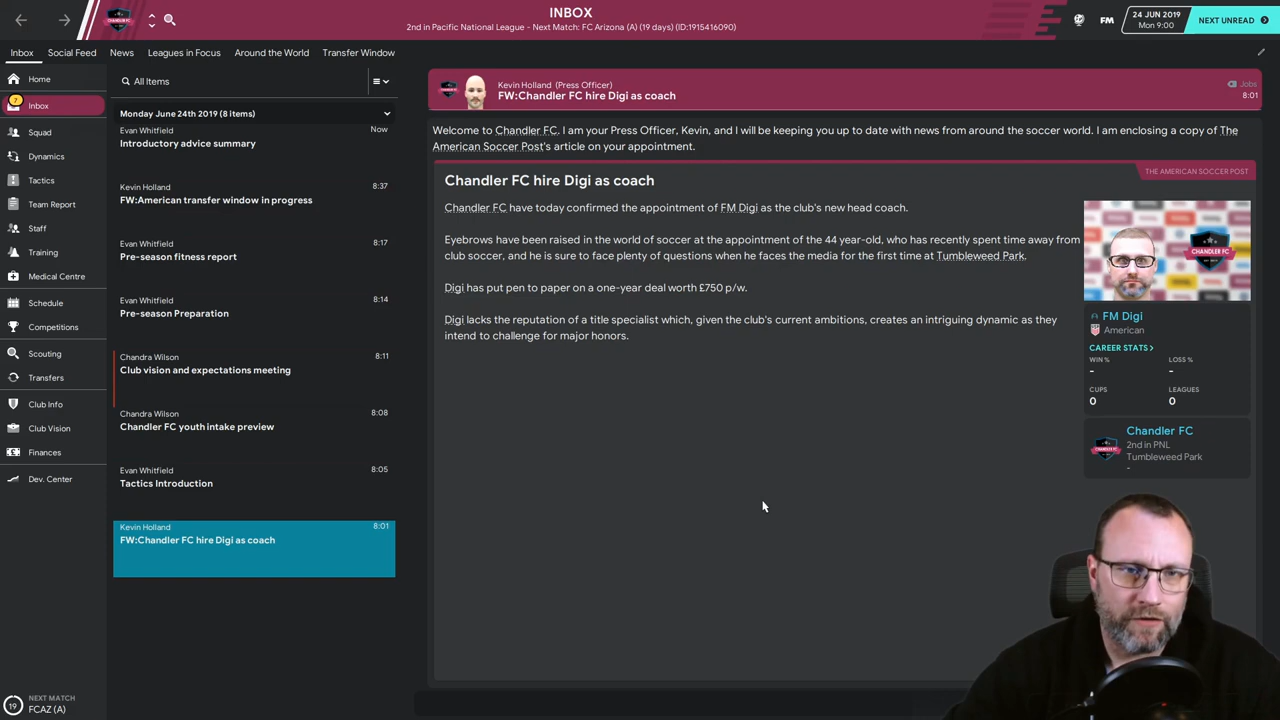 INBOX
2nd in Pacific National League - Next Match: FC Arizona (A) (19 days) (ID:1915416090)
FM
24 JUN 2019
Mon 9:00
NEXT UNREAD
Inbox
Social Feed
News
Leagues in Focus
Around the World
Transfer Window
Home
7
Inbox
Squad
Dynamics
Tactics
Team Report
Staff
Training
Medical Centre
Schedule
Competitions
Scouting
Transfers
Club Info
Club Vision
Finances
Dev. Center
19
NEXT MATCH
FCAZ (A)
All Items
Monday June 24th 2019 (8 items)
Evan Whitfield Now
Introductory advice summary
Kevin Holland 8:37
FW:American transfer window in progress
Evan Whitfield 8:17
Pre-season fitness report
Evan Whitfield 8:14
Pre-season Preparation
Chandra Wilson 8:11
Club vision and expectations meeting
Chandra Wilson 8:08
Chandler FC youth intake preview
Evan Whitfield 8:05
Tactics Introduction
Kevin Holland 8:01
FW:Chandler FC hire Digi as coach
Kevin Holland (Press Officer)
FW:Chandler FC hire Digi as coach
Jobs
8:01
Welcome to Chandler FC. I am your Press Officer, Kevin, and I will be keeping you up to date with news from around the soccer world. I am enclosing a copy of The
American Soccer Post's article on your appointment.
THE AMERICAN SOCCER POST
Chandler FC hire Digi as coach
Chandler FC have today confirmed the appointment of FM Digi as the club's new head coach.
Eyebrows have been raised in the world of soccer at the appointment of the 44 year-old, who has recently spent time away from
club soccer, and he is sure to face plenty of questions when he faces the media for the first time at Tumbleweed Park.
Digi has put pen to paper on a one-year deal worth £750 p/w.
Digi lacks the reputation of a title specialist which, given the club's current ambitions, creates an intriguing dynamic as they
intend to challenge for major honors.
CHANDLER FC
FM Digi
American
CAREER STATS
WIN % LOSS %
- -
CUPS LEAGUES
0 0
Chandler FC
2nd in PNL
Tumbleweed Park
-